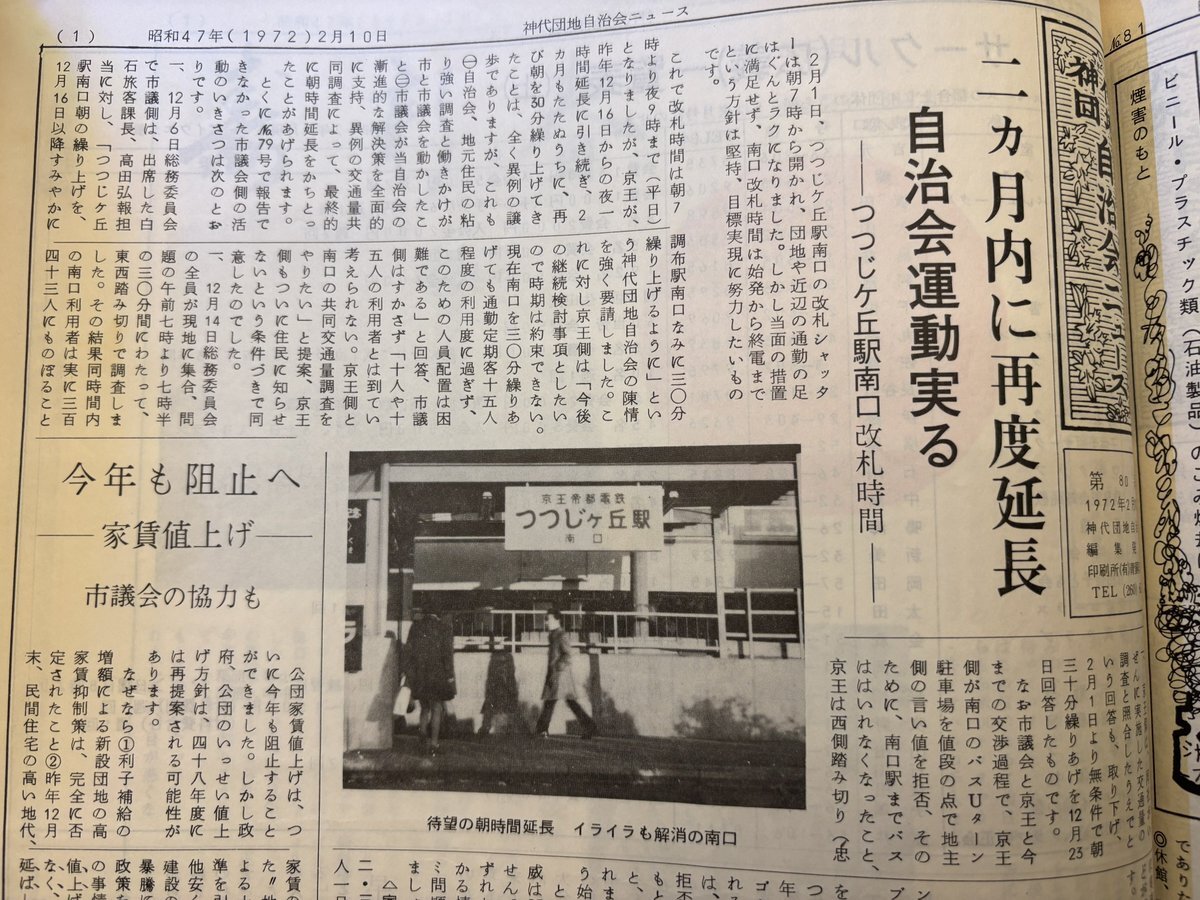 (1)　昭和47年(1972)2月10日
神代団地自治会ニュース
二カ月内に再度延長
自治会運動実る
――つつじケ丘駅南口改札時間――
2月1日、つつじケ丘駅南口の改札シャッタ
ーは朝7時から開かれ、団地や近辺の通勤の足
はぐんとラクになりました。しかし当面の措置
に満足せず、南口改札時間は始発から終電まで
という方針は堅持、目標実現に努力したいもの
です。
これで改札時間は朝7
時より夜9時まで（平日）
となりましたが、京王が、
昨年12月16日からの夜一
時間延長に引き続き、2
カ月もたたぬうちに、再
び朝を30分繰り上げてき
たことは、全く異例の譲
歩でありますが、これも
㊀自治会、地元住民の粘
り強い調査と働きかけが
市と市議会を動かしたこ
と㊁市議会が当自治会の
漸進的な解決策を全面的
に支持、異例の交通量共
同調査によって、最終的
に朝時間延長をかちとっ
たことがあげられます。
とくに№79号で報告で
きなかった市議会側の活
動のいきさつは次のとお
りです。
一、12月6日総務委員会
で市議側は、出席した白
石旅客課長、高田弘報担
当に対し、「つつじケ丘
駅南口朝の繰り上げを、
12月16日以降すみやかに
調布駅南口なみに三〇分
繰り上げるように」とい
う神代団地自治会の陳情
を強く要請しました。こ
れに対し京王側は「今後
の継続検討事項としたい
ので時期は約束できない。
現在南口を三〇分繰りあ
げても通勤定期客十五人
程度の利用度に過ぎず、
このための人員配置は困
難である」と回答、市議
側はすかさず「十人や十
五人の利用者とは到てい
考えられない。京王側と
南口の共同交通量調査を
やりたい」と提案、京王
側もついに住民に知らせ
ないという条件づきで同
意したのでした。
一、12月14日総務委員会
の全員が現地に集合、問
題の午前七時より七時半
の三〇分間にわたって、
東西踏み切りで調査しま
した。その結果同時間内
の南口利用者は実に三百
四十三人にものぼること
ぜんに実施した交通量の
調査と照合したうえでと
いう回答も、取り下げ、
2月1日より無条件で朝
三十分繰りあげを12月23
日回答したものです。
なお市議会と京王と今
までの交渉過程で、京王
側が南口のバスUターン
駐車場を値段の点で地主
側の言い値を拒否、その
ために、南口駅までバス
はいれなくなったこと、
京王は西側踏み切り（忠
京王帝都電鉄
つつじヶ丘駅
南口
待望の朝時間延長　イライラも解消の南口
今年も阻止へ
――家賃値上げ――
市議会の協力も
公団家賃値上げは、つ
いに今年も阻止すること
ができました。しかし政
府、公団のいっせい値上
げ方針は四十八年度に
は再提案される可能性が
あります。
なぜなら①利子補給の
増額による新設団地の高
家賃抑制策は、完全に否
定されたこと②昨年12月
末、民間住宅の高い地代、
神団
自治会ニュース
第80
1972年2月
神代団地自
編集発
TEL(260)
№81
煙害のもと
ビニール・プラスチック類（石油製品）の